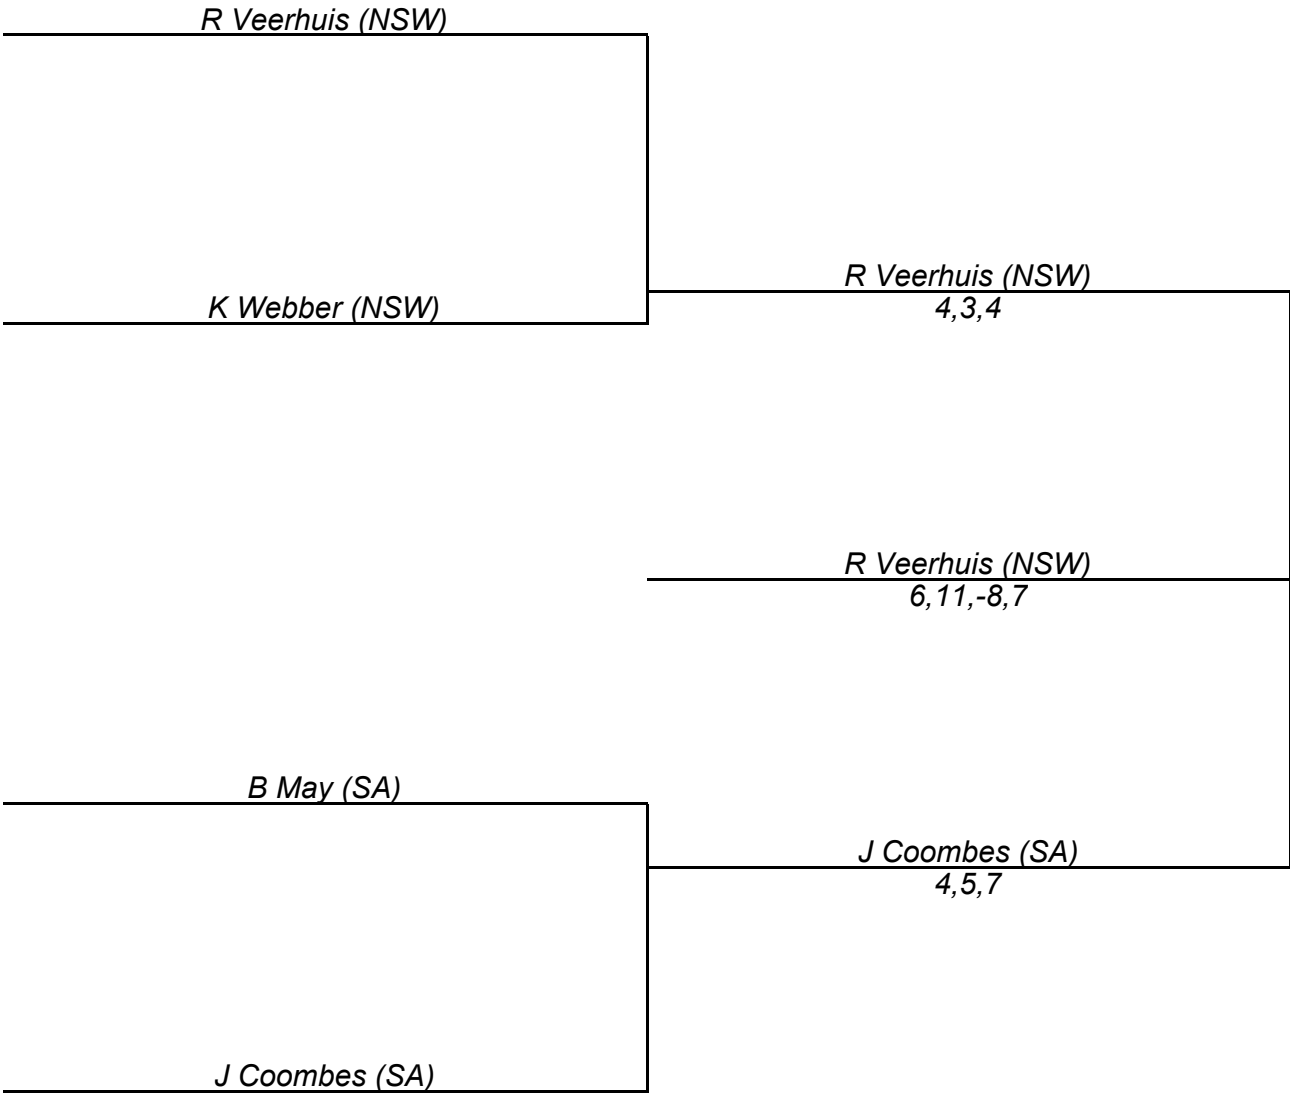 R Veerhuis (NSW)
R Veerhuis (NSW)
K Webber (NSW)
4,3,4
R Veerhuis (NSW)
6,11,-8,7
B May (SA)
J Coombes (SA)
4,5,7
J Coombes (SA)